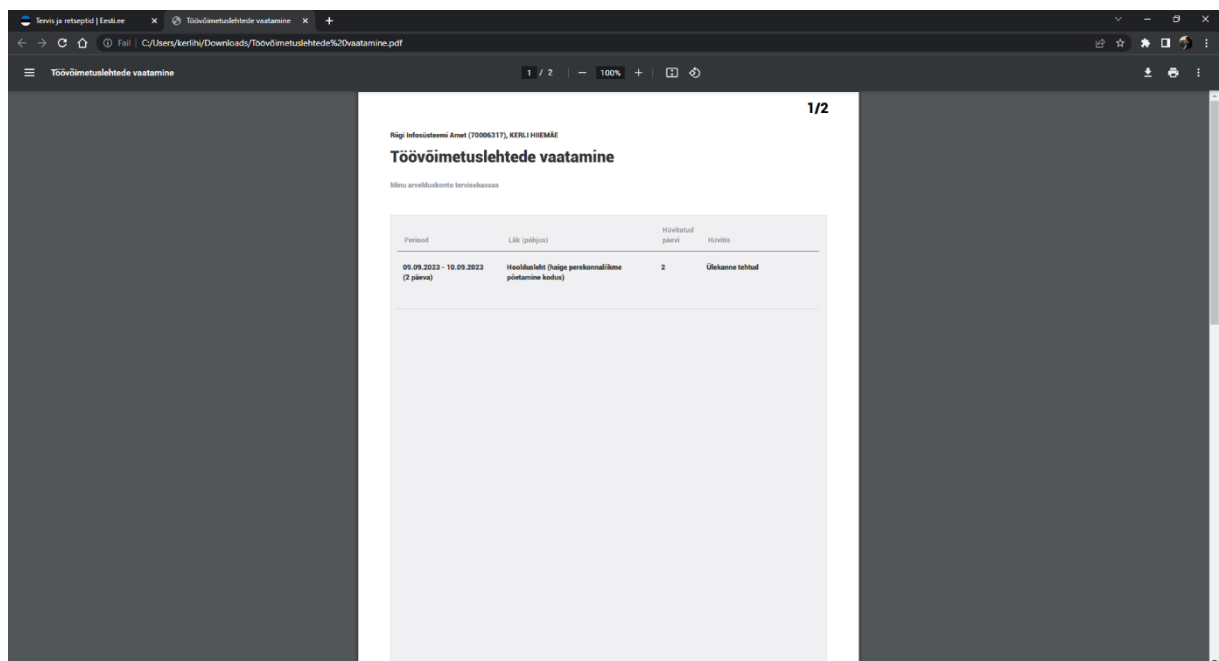 Tervis ja retseptid | Eesti.ee
Töövõimetuslehtede vaatamine
Fail | C:/Users/kerlihi/Downloads/Töövõimetuslehtede%20vaatamine.pdf
Töövõimetuslehtede vaatamine
1 / 2
100%
1/2
Riigi Infosüsteemi Amet (70006317), KERLI HIIEMÄE
Töövõimetuslehtede vaatamine
Minu arvelduskonto tervisekassas
Periood
Liik (põhjus)
Hüvitatud
päevi
Hüvitis
09.09.2023 - 10.09.2023
(2 päeva)
Hooldusleht (haige perekonnaliikme
põetamine kodus)
2
Ülekanne tehtud